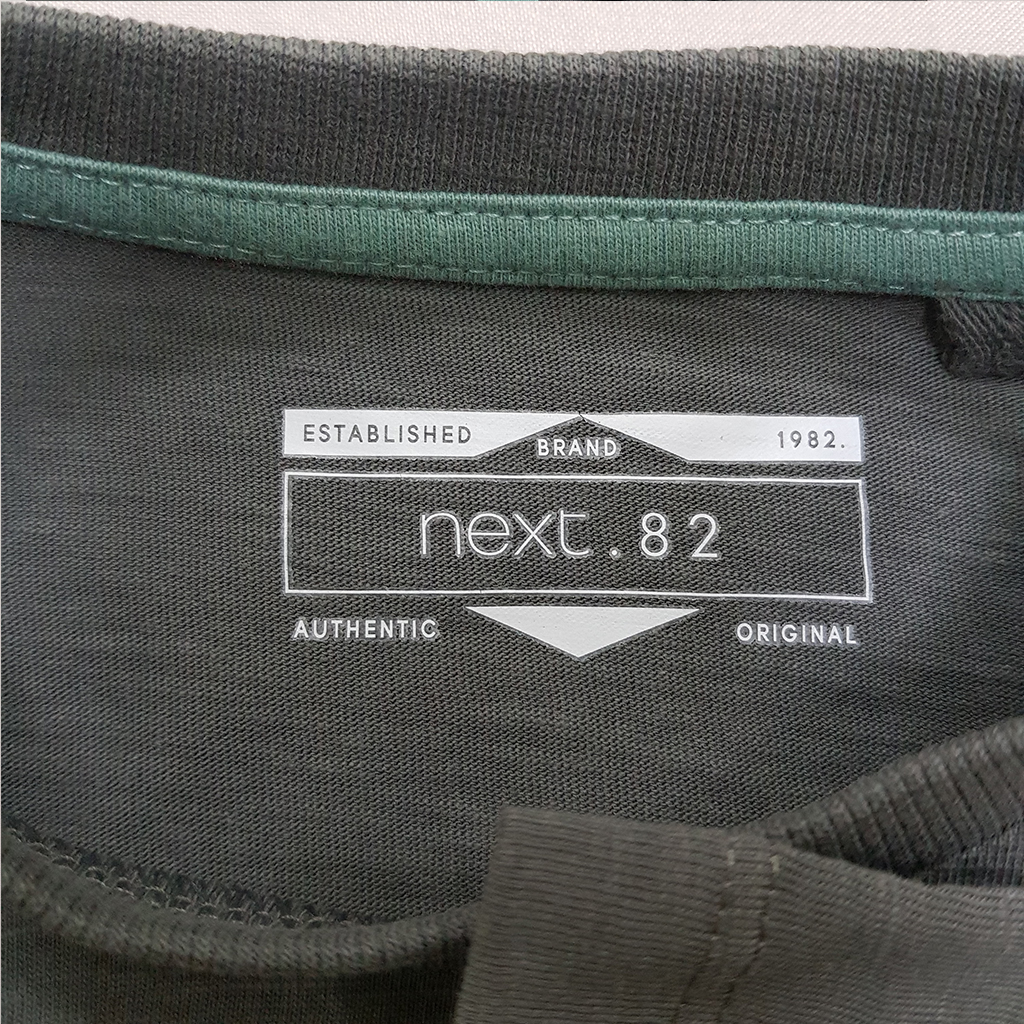 ESTABLISHED BRAND 1982.
next.82
AUTHENTIC ORIGINAL